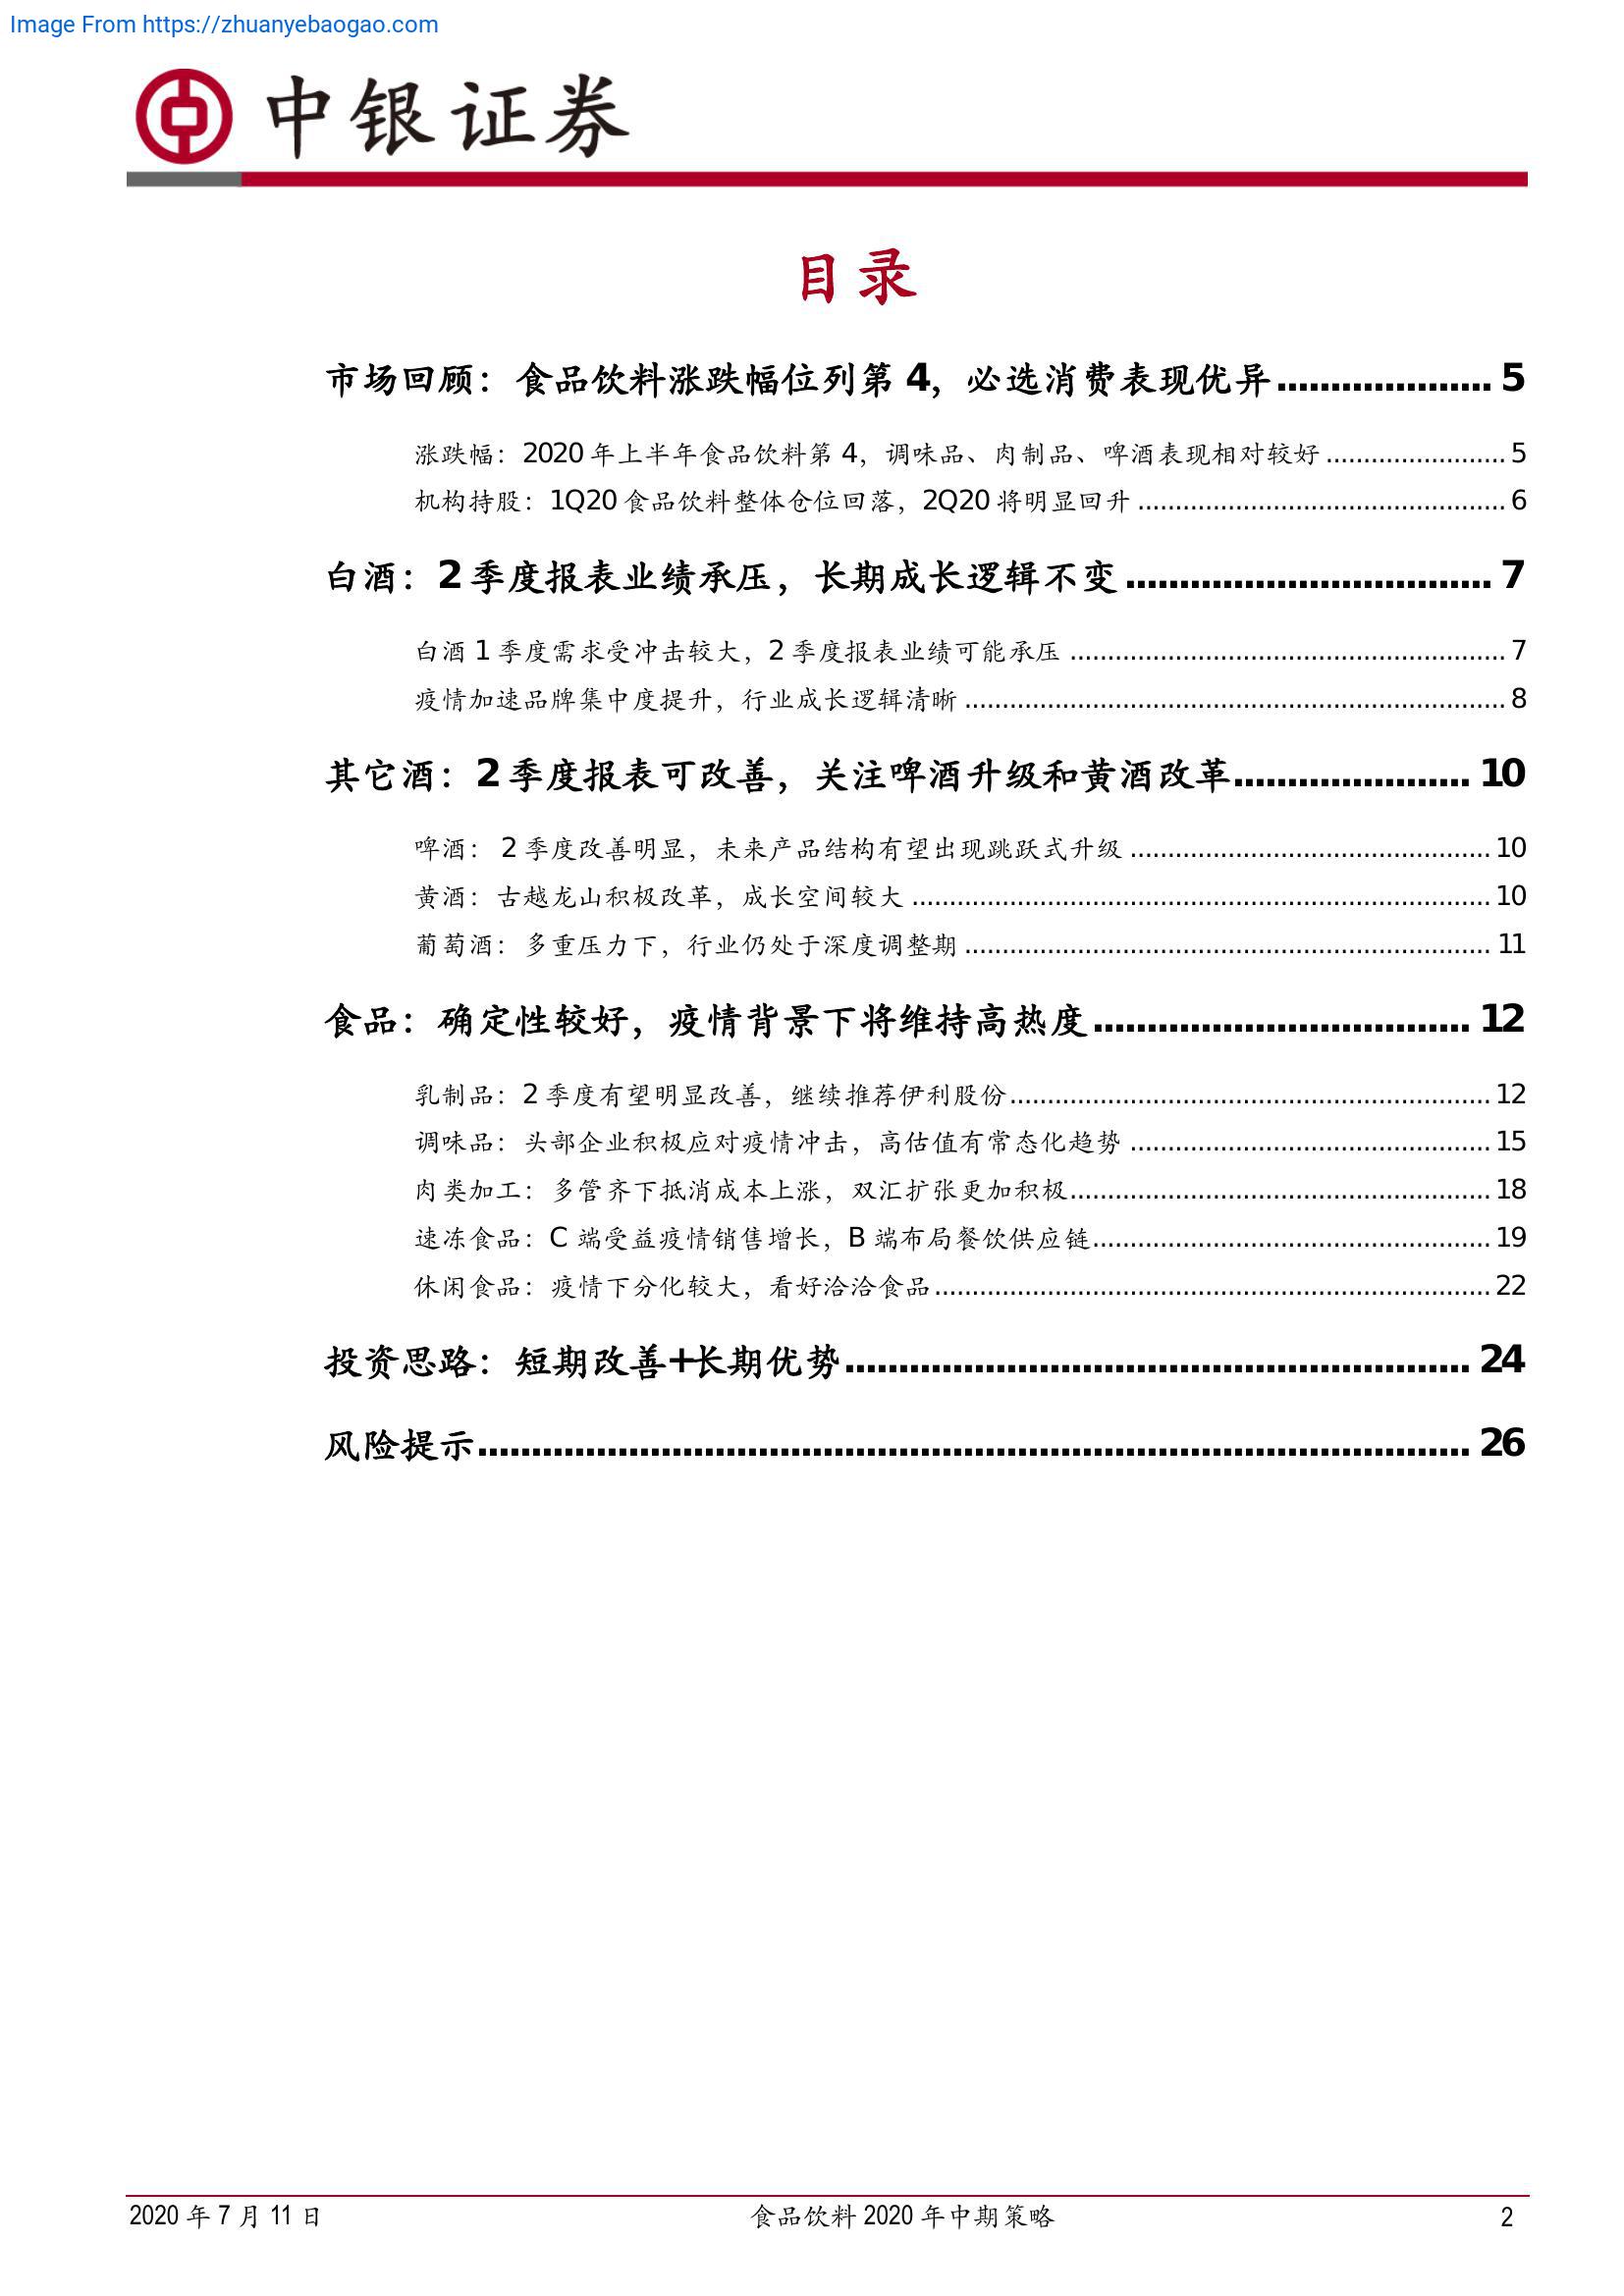 Image From https://zhuanyebaogao.com
中银证券
目录
市场回顾：食品饮料涨跌幅位列第 4，必选消费表现优异.................... 5
涨跌幅：2020 年上半年食品饮料第 4，调味品、肉制品、啤酒表现相对较好........................ 5
机构持股：1Q20 食品饮料整体仓位回落，2Q20 将明显回升................................................. 6
白酒：2 季度报表业绩承压，长期成长逻辑不变.................................. 7
白酒 1 季度需求受冲击较大，2 季度报表业绩可能承压.......................................................... 7
疫情加速品牌集中度提升，行业成长逻辑清晰........................................................................ 8
其它酒：2 季度报表可改善，关注啤酒升级和黄酒改革...................... 10
啤酒： 2 季度改善明显，未来产品结构有望出现跳跃式升级................................................ 10
黄酒：古越龙山积极改革，成长空间较大............................................................................. 10
葡萄酒：多重压力下，行业仍处于深度调整期...................................................................... 11
食品：确定性较好，疫情背景下将维持高热度................................... 12
乳制品：2 季度有望明显改善，继续推荐伊利股份................................................................ 12
调味品：头部企业积极应对疫情冲击，高估值有常态化趋势................................................ 15
肉类加工：多管齐下抵消成本上涨，双汇扩张更加积极........................................................ 18
速冻食品：C 端受益疫情销售增长，B 端布局餐饮供应链..................................................... 19
休闲食品：疫情下分化较大，看好洽洽食品.......................................................................... 22
投资思路：短期改善+长期优势.......................................................... 24
风险提示............................................................................................ 26
2020 年 7 月 11 日
食品饮料 2020 年中期策略
2